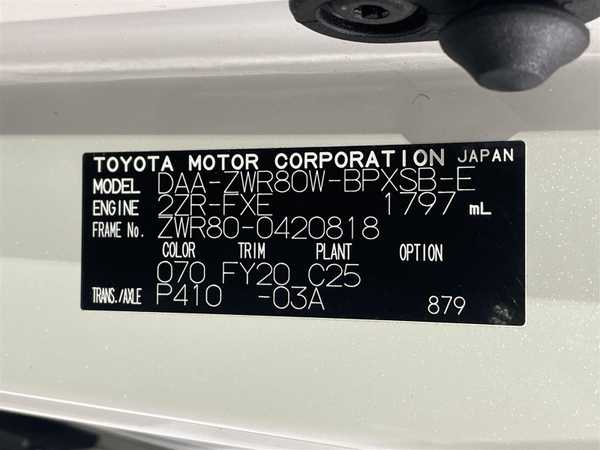 TOYOTA MOTOR CORPORATION JAPAN
MODEL DAA-ZWR80W-BPXSB-E
ENGINE 2ZR-FXE 1797 mL
FRAME No. ZWR80-0420818
COLOR TRIM PLANT OPTION
070 FY20 C25
TRANS./AXLE P410 -03A 879